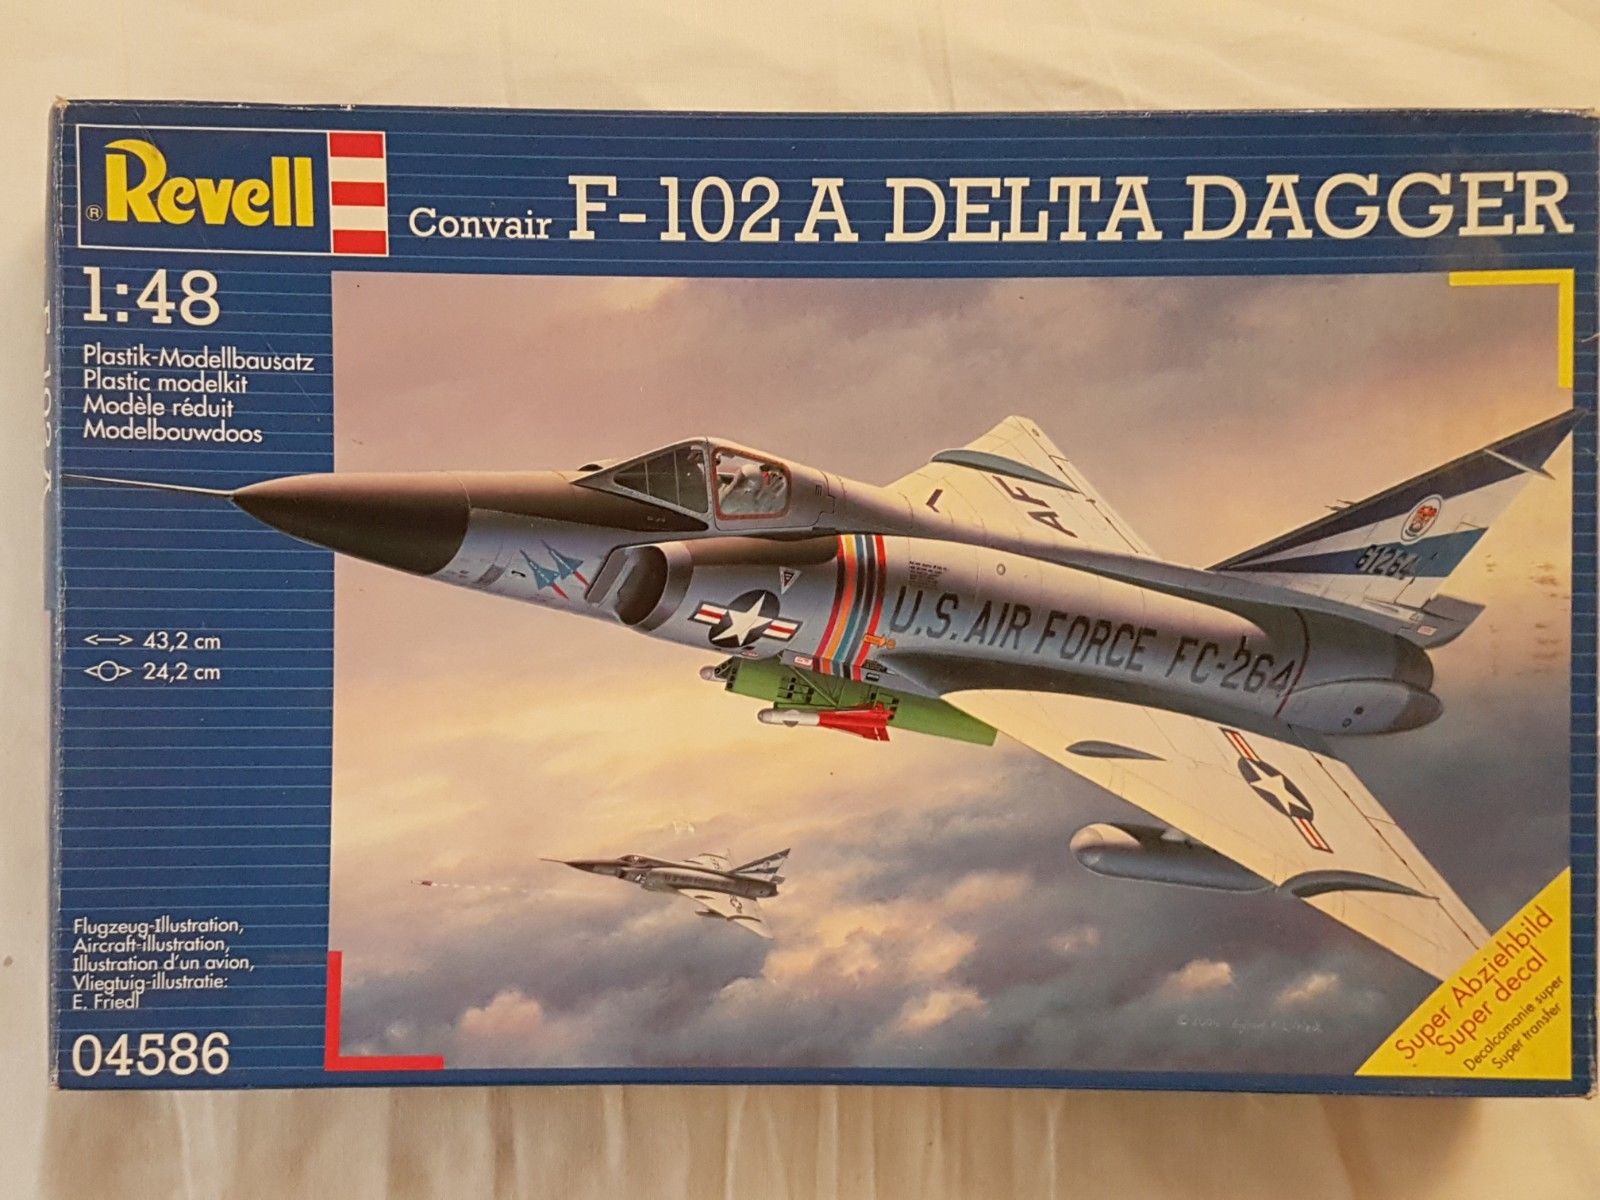 Revell
®
Convair F-102A DELTA DAGGER
1:48
Plastik-Modellbausatz
Plastic modelkit
Modèle réduit
Modelbouwdoos
43,2 cm
24,2 cm
Flugzeug-Illustration,
Aircraft-illustration,
Illustration d'un avion,
Vliegtuig-illustratie:
E. Friedl
04586
AF
61264
U.S. AIR FORCE FC-264
Super Abziehbild
Super decal
Decalcomanie super
Super transfer